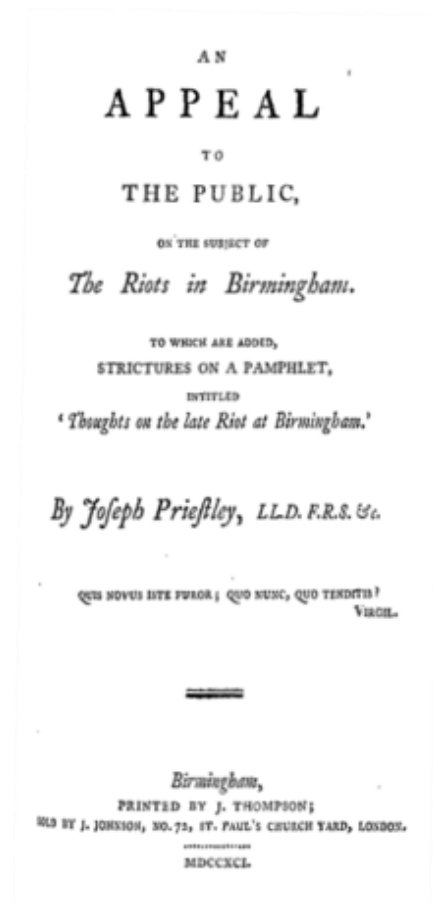 AN
APPEAL
TO
THE PUBLIC,
ON THE SUBJECT OF
The Riots in Birmingham.
TO WHICH ARE ADDED,
STRICTURES ON A PAMPHLET,
INTITLED
‘Thoughts on the late Riot at Birmingham.’
By Joſeph Prieſtley, LL.D. F.R.S. &c.
QUIS NOVUS ISTE FUROR; QUO NUNC, QUO TENDITIS?
VIRGIL.
Birmingham,
PRINTED BY J. THOMPSON;
SOLD BY J. JOHNSON, NO. 72, ST. PAUL'S CHURCH YARD, LONDON.
MDCCXCI.